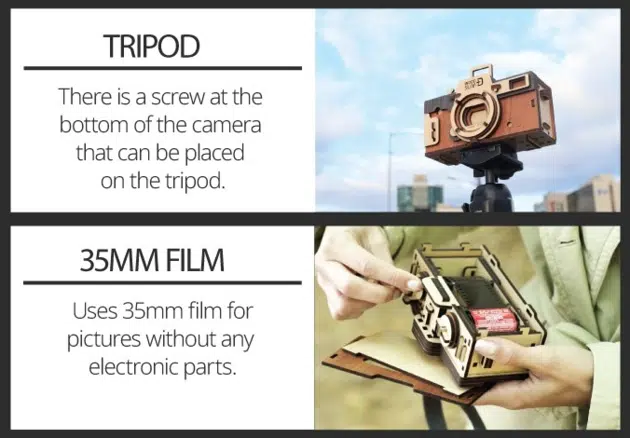 TRIPOD
There is a screw at the
bottom of the camera
that can be placed
on the tripod.
35MM FILM
Uses 35mm film for
pictures without any
electronic parts.